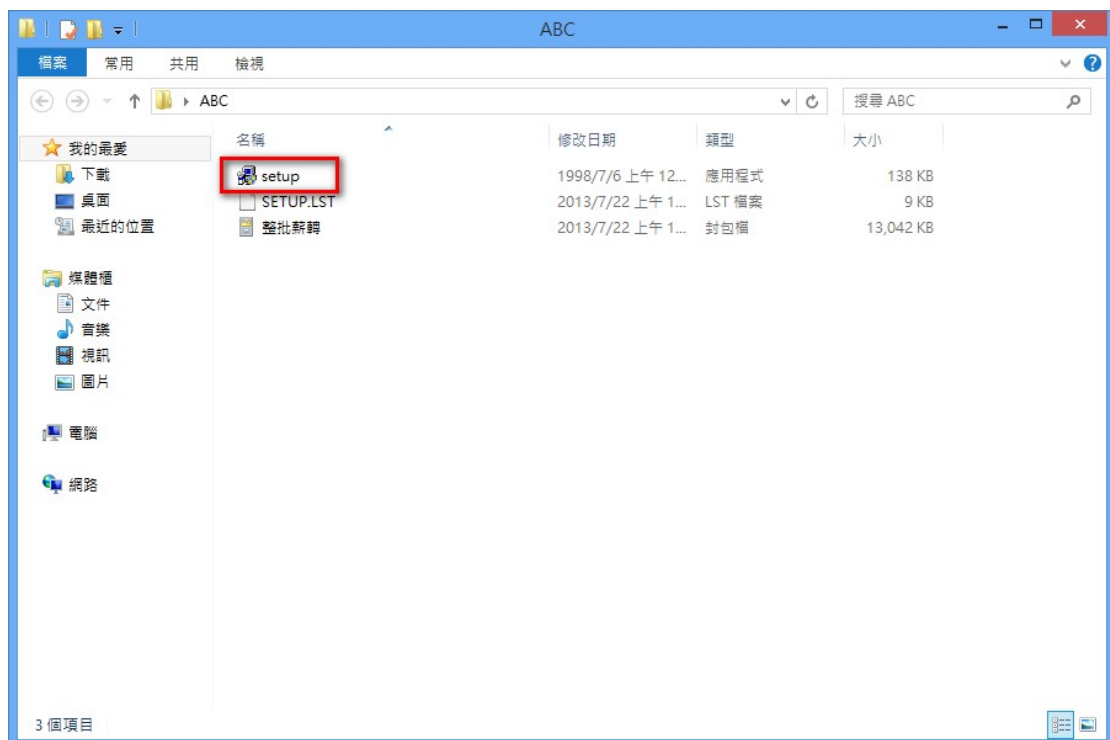 ABC
檔案 常用 共用 檢視
ABC 搜尋 ABC
我的最愛
下載
桌面
最近的位置
媒體櫃
文件
音樂
視訊
圖片
電腦
網路
名稱 修改日期 類型 大小
setup 1998/7/6 上午 12... 應用程式 138 KB
SETUP.LST 2013/7/22 上午 1... LST 檔案 9 KB
整批薪轉 2013/7/22 上午 1... 封包檔 13,042 KB
3 個項目